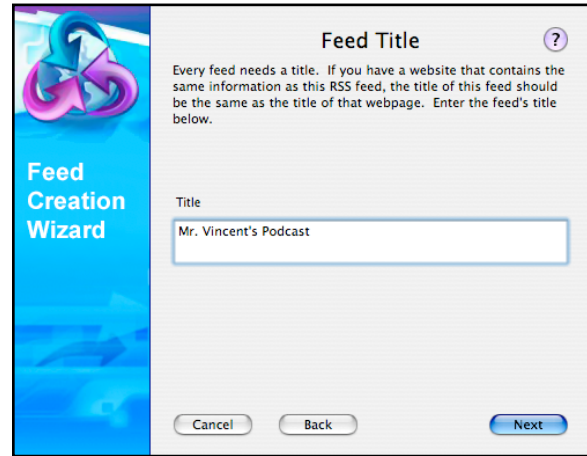 Feed Title
?
Every feed needs a title. If you have a website that contains the
same information as this RSS feed, the title of this feed should
be the same as the title of that webpage. Enter the feed's title
below.
Feed
Creation
Wizard
Title
Mr. Vincent's Podcast
Cancel
Back
Next